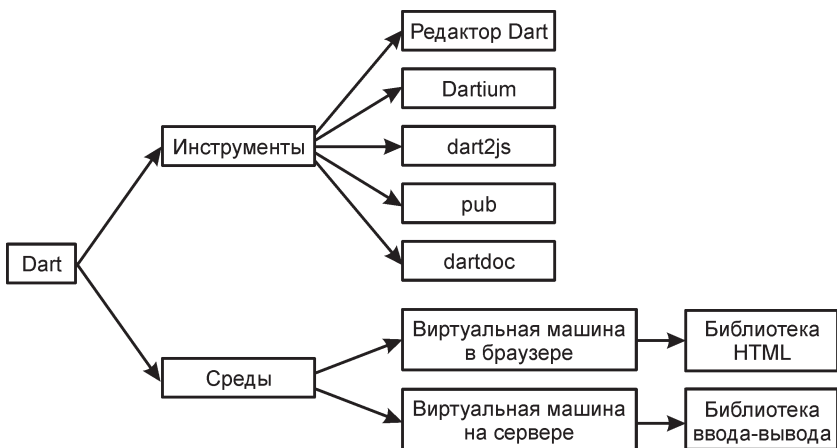 Редактор Dart
Dartium
Инструменты
dart2js
pub
dartdoc
Dart
Среды
Виртуальная машина
в браузере
Библиотека
HTML
Виртуальная машина
на сервере
Библиотека
ввода-вывода